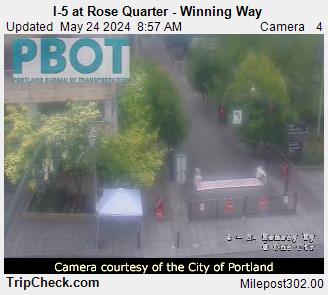 I-5 at Rose Quarter - Winning Way
Updated May 24 2024 8:57 AM Camera 4
PBOT
PORTLAND BUREAU OF TRANSPORTATION
Camera courtesy of the City of Portland
TripCheck.com Milepost302.00